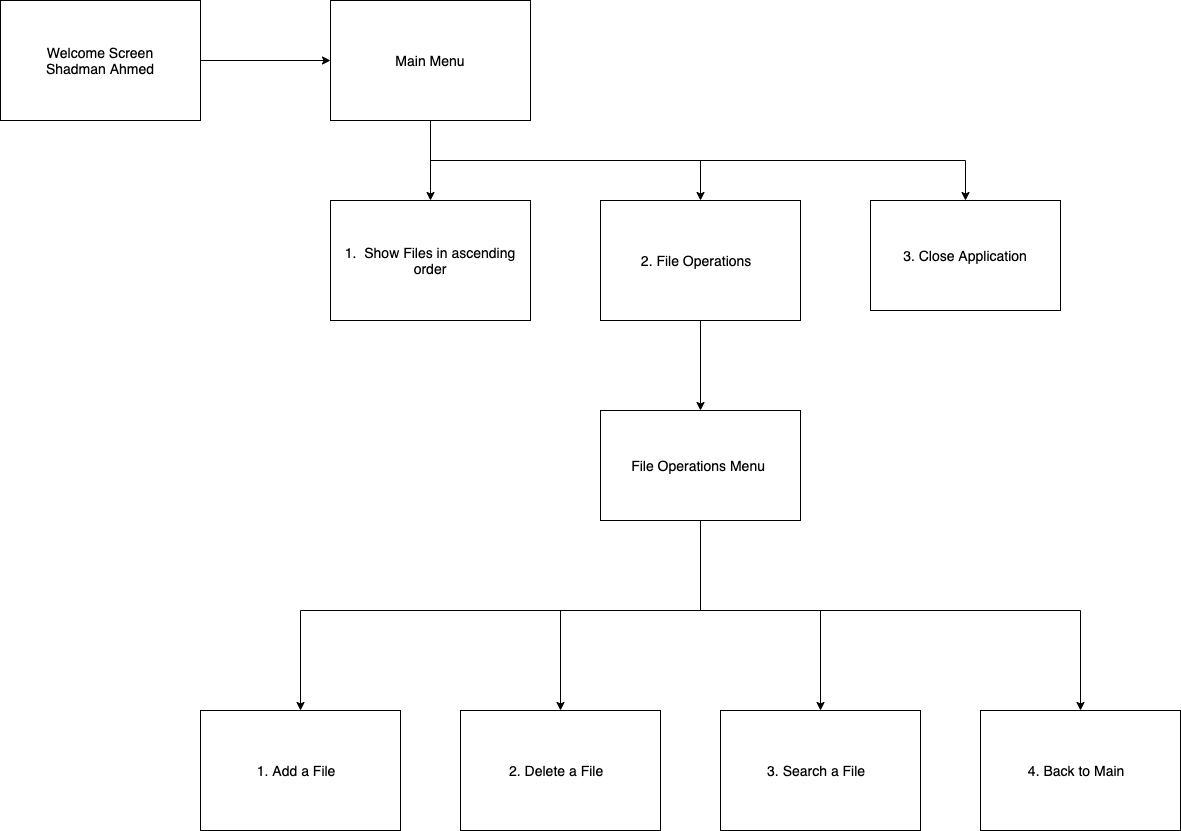 Welcome Screen
Shadman Ahmed
Main Menu
1.  Show Files in ascending
order
2. File Operations
3. Close Application
File Operations Menu
1. Add a File
2. Delete a File
3. Search a File
4. Back to Main